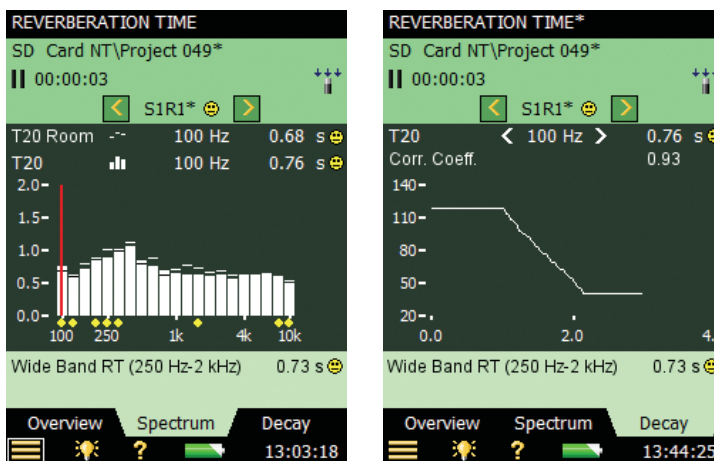 REVERBERATION TIME
SD Card NT\Project 049*
00:00:03
S1R1*
T20 Room 100 Hz 0.68 s
T20 100 Hz 0.76 s
2.0
1.5
1.0
0.5
0.0
100 250 1k 4k 10k
Wide Band RT (250 Hz-2 kHz) 0.73 s
Overview Spectrum Decay
? 13:03:18
REVERBERATION TIME*
SD Card NT\Project 049*
00:00:03
S1R1*
T20 < 100 Hz > 0.76 s
Corr. Coeff. 0.93
140
110
80
50
20
0.0 2.0 4.
Wide Band RT (250 Hz-2 kHz) 0.73 s
Overview Spectrum Decay
? 13:44:25